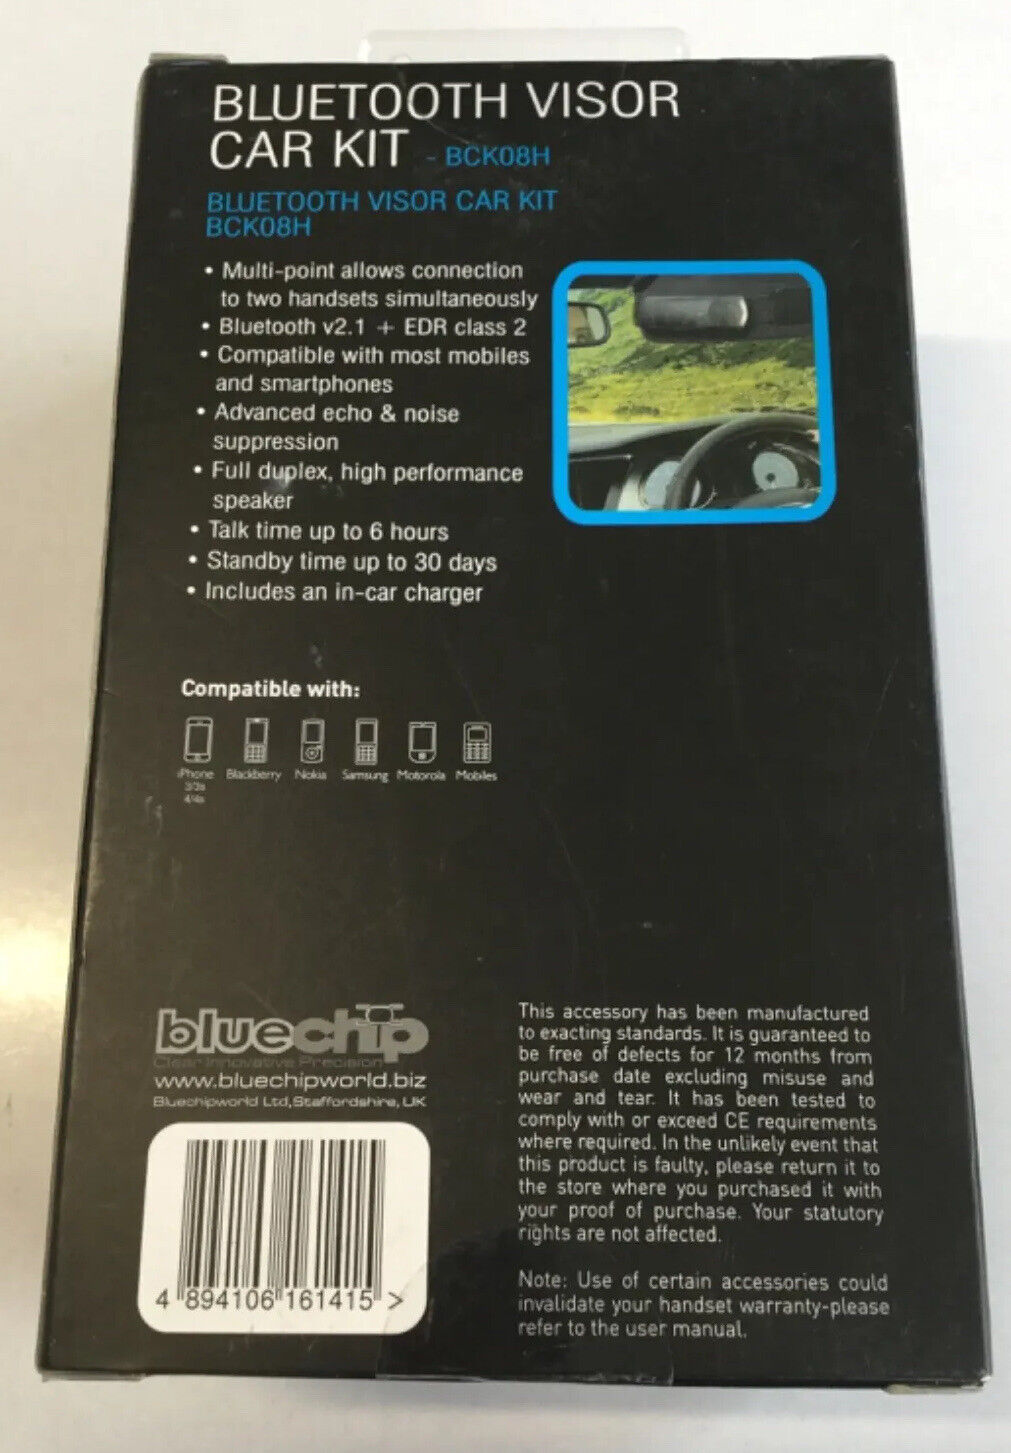 BLUETOOTH VISOR
CAR KIT - BCK08H
BLUETOOTH VISOR CAR KIT
BCK08H
• Multi-point allows connection
to two handsets simultaneously
• Bluetooth v2.1 + EDR class 2
• Compatible with most mobiles
and smartphones
• Advanced echo & noise
suppression
• Full duplex, high performance
speaker
• Talk time up to 6 hours
• Standby time up to 30 days
• Includes an in-car charger
Compatible with:
iPhone Blackberry Nokia Samsung Motorola Mobiles
3/3s
4/4s
bluechip
Clear Innovative Precision
www.bluechipworld.biz
Bluechipworld Ltd,Staffordshire,UK
4 894106 161415 >
This accessory has been manufactured
to exacting standards. It is guaranteed to
be free of defects for 12 months from
purchase date excluding misuse and
wear and tear. It has been tested to
comply with or exceed CE requirements
where required. In the unlikely event that
this product is faulty, please return it to
the store where you purchased it with
your proof of purchase. Your statutory
rights are not affected.
Note: Use of certain accessories could
invalidate your handset warranty-please
refer to the user manual.